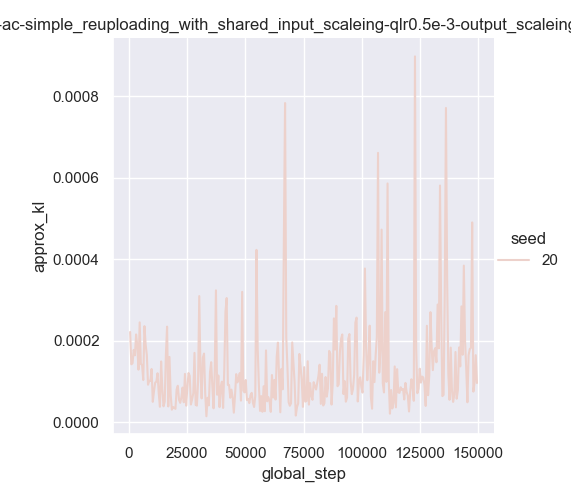 -ac-simple_reuploading_with_shared_input_scaleing-qlr0.5e-3-output_scaleing
0.0008
0.0006
0.0004
0.0002
0.0000
approx_kl
0 25000 50000 75000 100000 125000 150000
global_step
seed
20